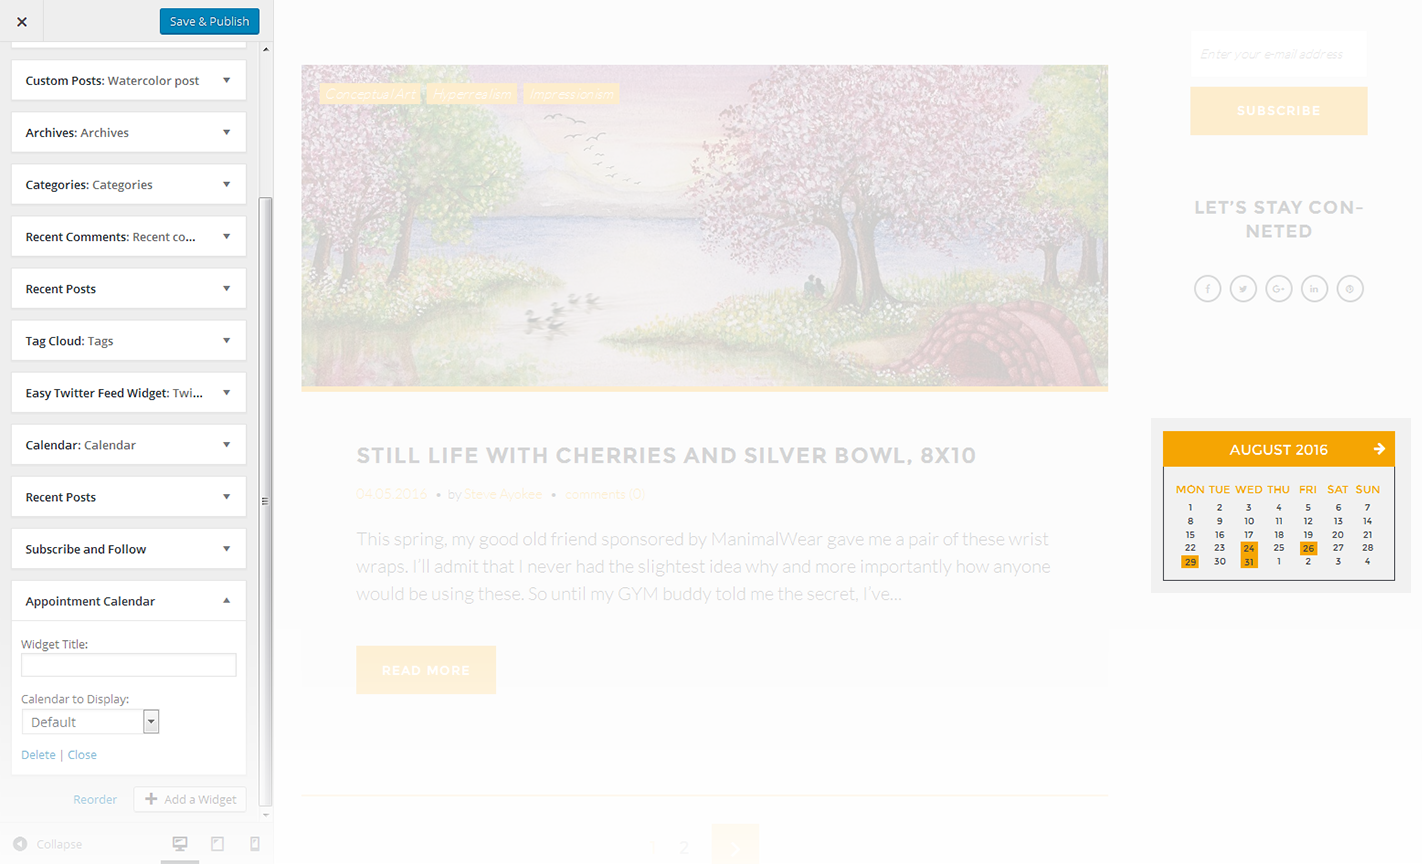 Save & Publish
Custom Posts: Watercolor post
Archives: Archives
Categories: Categories
Recent Comments: Recent co...
Recent Posts
Tag Cloud: Tags
Easy Twitter Feed Widget: Twi...
Calendar: Calendar
Recent Posts
Subscribe and Follow
Appointment Calendar
Widget Title:
Calendar to Display:
Default
Delete | Close
Reorder
Add a Widget
Collapse
Conceptual Art Hyperrealism Impressionism
STILL LIFE WITH CHERRIES AND SILVER BOWL, 8X10
04.05.2016 • by Steve Ayokee • comments (0)
This spring, my good old friend sponsored by ManimalWear gave me a pair of these wrist
wraps. I'll admit that I never had the slightest idea why and more importantly how anyone
would be using these. So until my GYM buddy told me the secret, I've...
READ MORE
1 2
Enter your e-mail address
SUBSCRIBE
LET'S STAY CON-
NETED
AUGUST 2016
MON TUE WED THU FRI SAT SUN
1 2 3 4 5 6 7
8 9 10 11 12 13 14
15 16 17 18 19 20 21
22 23 24 25 26 27 28
29 30 31 1 2 3 4